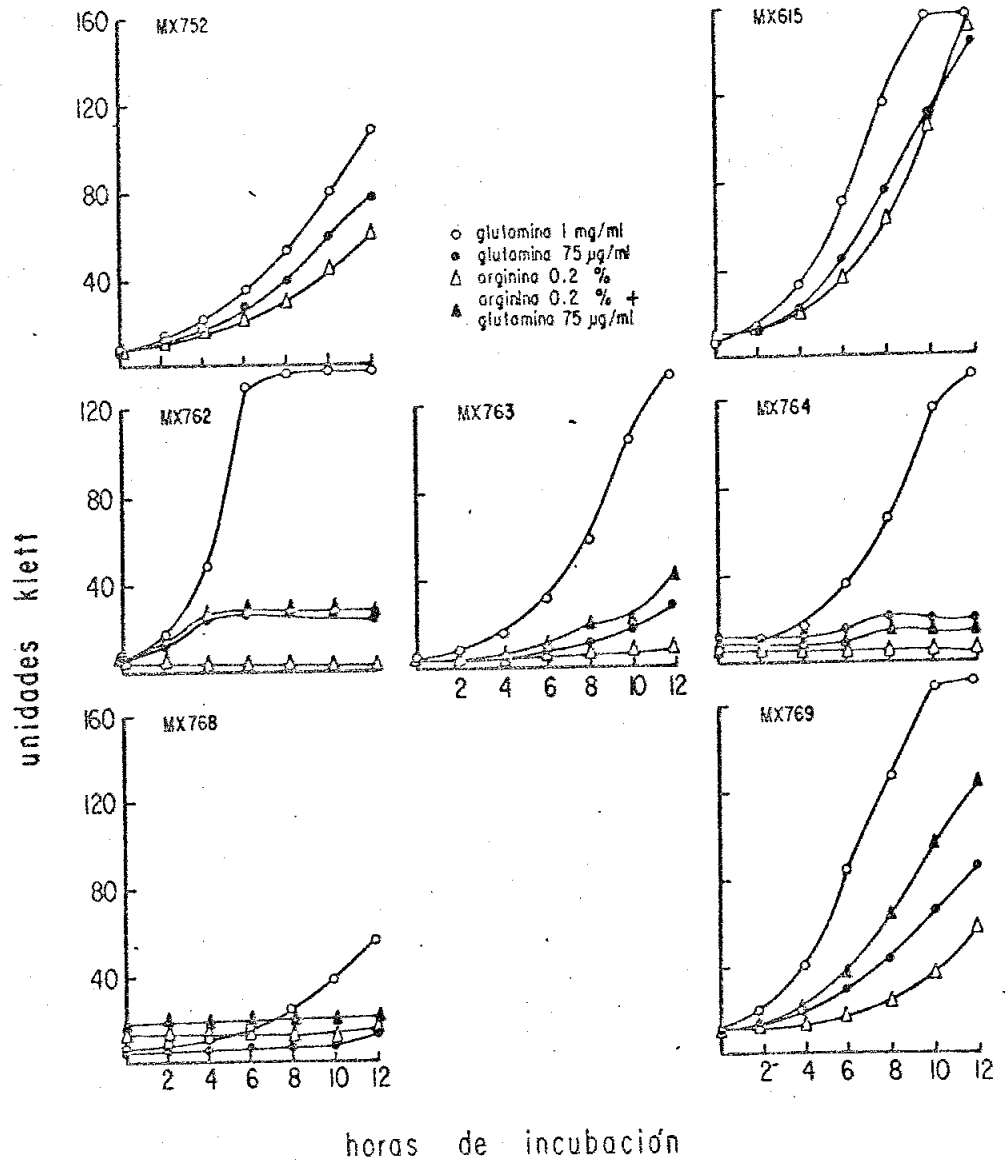 160
MX752
120
80
40
MX615
glutamina 1 mg/ml
glutamina 75 µg/ml
arginina 0.2 %
arginina 0.2 % +
glutamina 75 µg/ml
120
MX762
80
40
MX763
2 4 6 8 10 12
MX764
unidades klett
160
MX768
120
80
40
2 4 6 8 10 12
MX769
2 4 6 8 10 12
horas de incubación